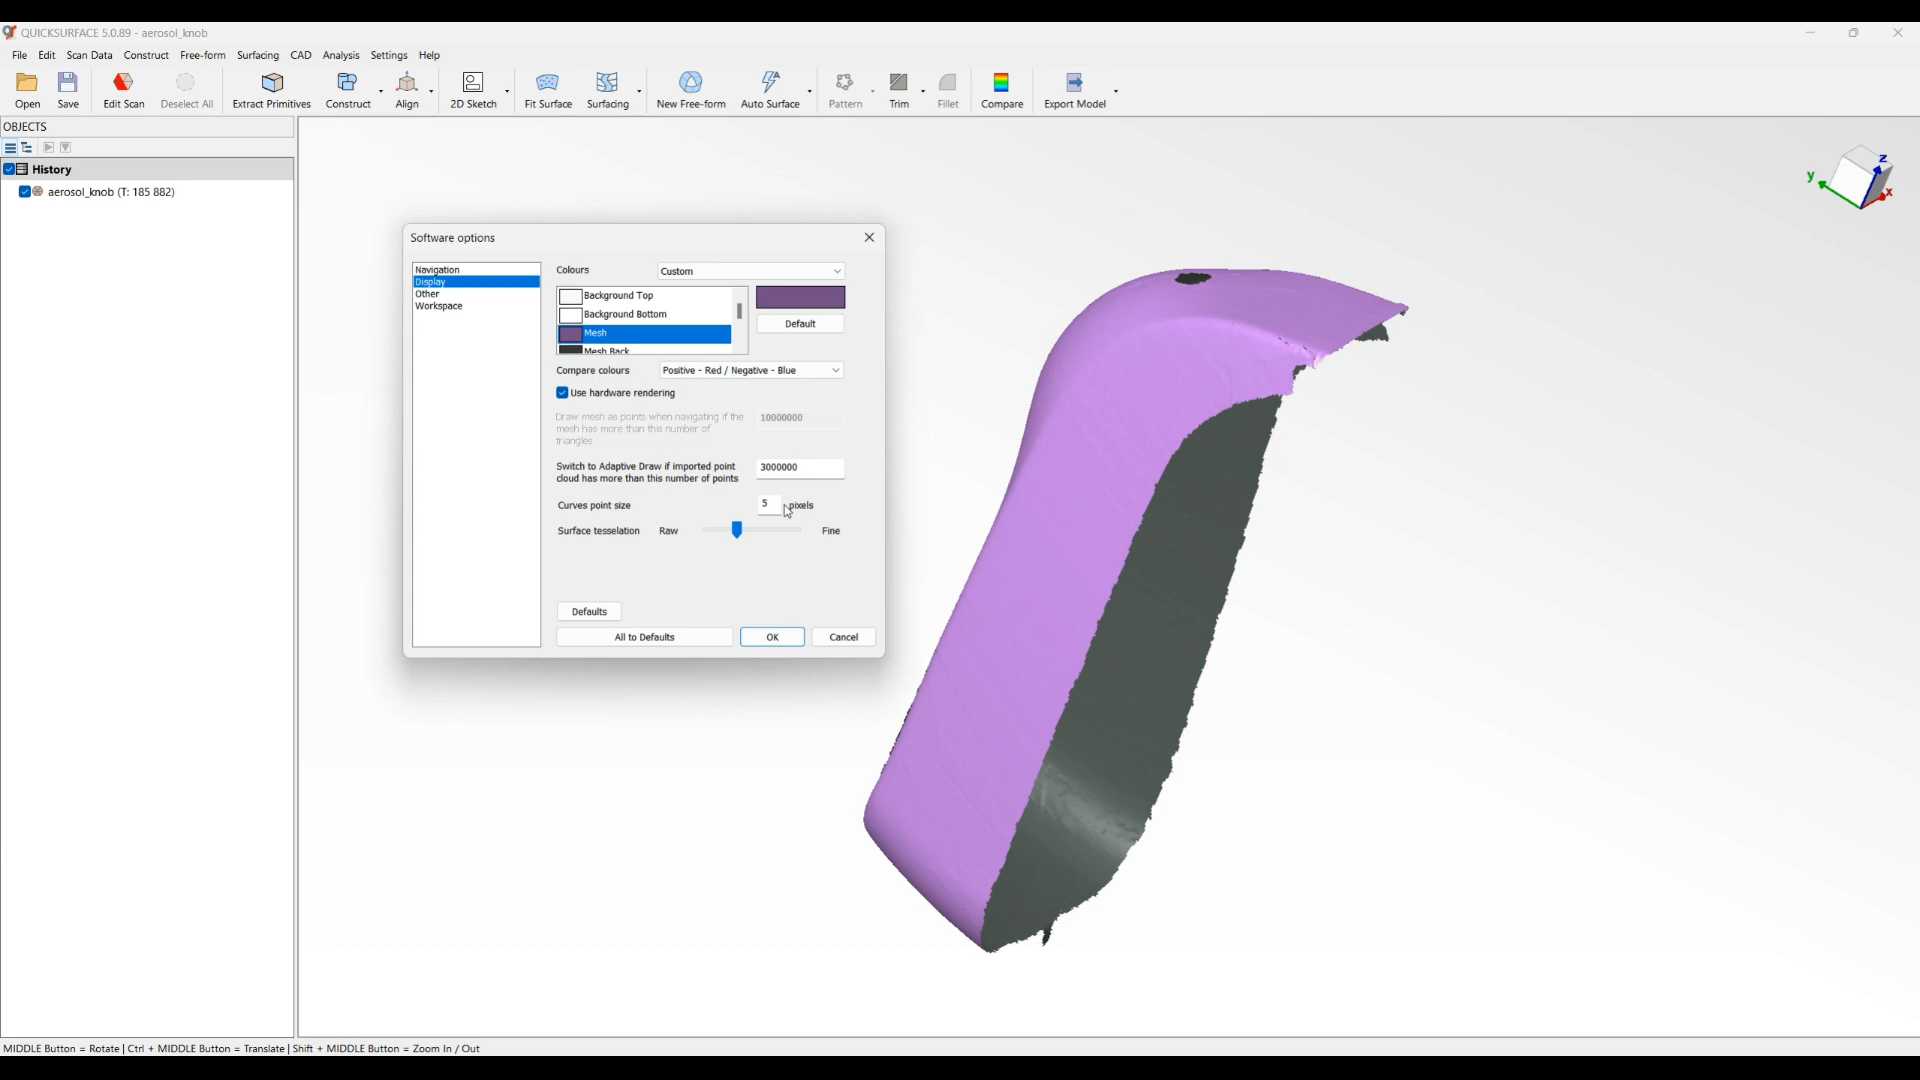 QUICKSURFACE 5.0.89 - aerosol_knob
File Edit Scan Data Construct Free-form Surfacing CAD Analysis Settings Help
Open Save Edit Scan Deselect All Extract Primitives Construct Align 2D Sketch Fit Surface Surfacing New Free-form Auto Surface Pattern Trim Fillet Compare Export Model
OBJECTS
History
aerosol_knob (T: 185 882)
z
y
x
Software options
Navigation
Display
Other
Workspace
Colours Custom
Background Top
Background Bottom
Mesh
Mesh Back
Default
Compare colours Positive - Red / Negative - Blue
Use hardware rendering
Draw mesh as points when navigating if the
mesh has more than this number of
triangles
10000000
Switch to Adaptive Draw if imported point
cloud has more than this number of points
3000000
Curves point size 5 pixels
Surface tesselation Raw Fine
Defaults
All to Defaults OK Cancel
MIDDLE Button = Rotate | Ctrl + MIDDLE Button = Translate | Shift + MIDDLE Button = Zoom In / Out